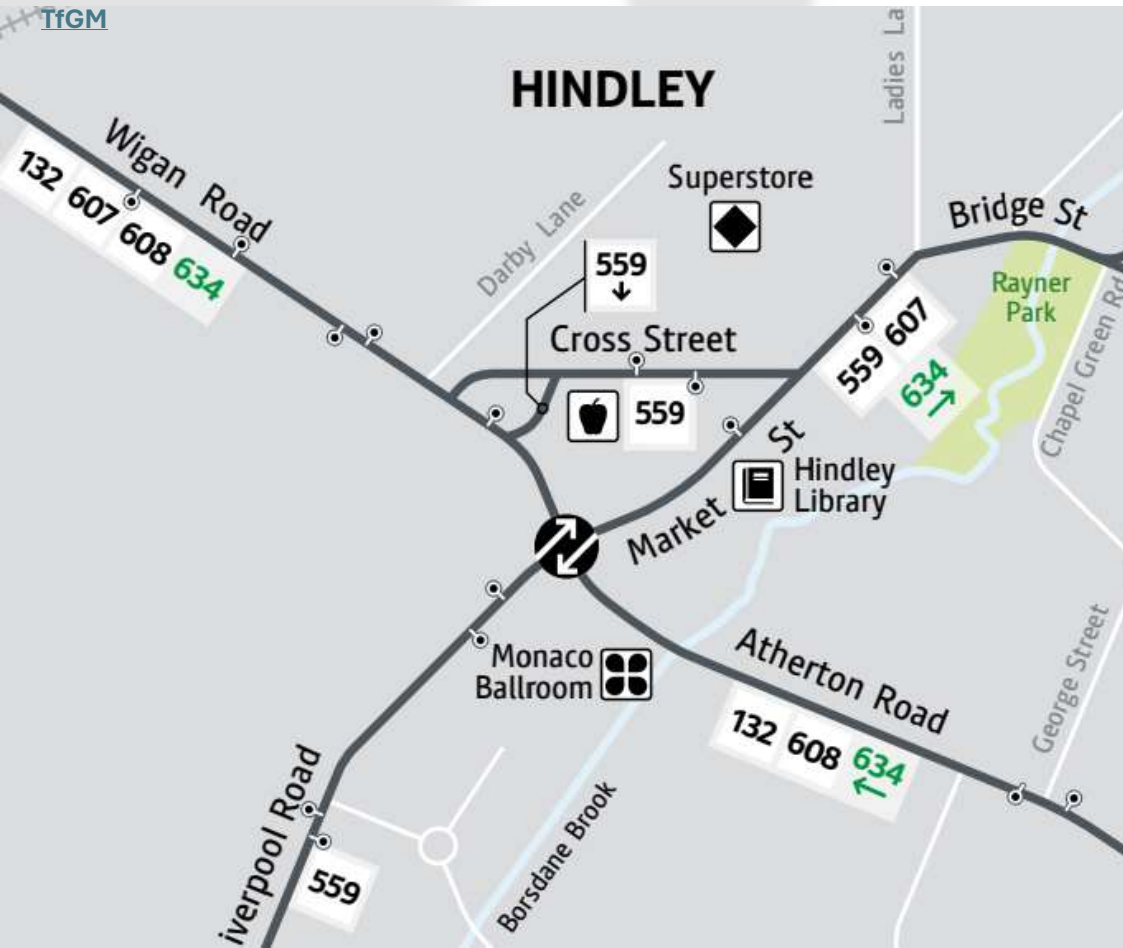 TfGM
HINDLEY
Ladies La
Wigan Road
132 607 608 634
Superstore
Bridge St
Darby Lane
559
↓
Rayner
Park
Cross Street
559
559 607
634
→
Chapel Green Rd
Market St
Hindley
Library
Monaco
Ballroom
Atherton Road
132 608 634
←
George Street
iverpool Road
559
Borsdane Brook